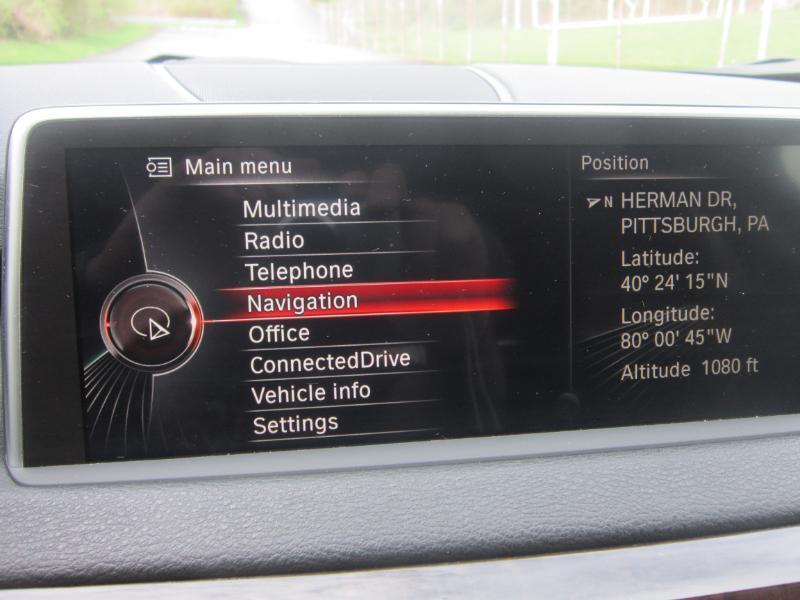 Main menu
Multimedia
Radio
Telephone
Navigation
Office
ConnectedDrive
Vehicle info
Settings
Position
N HERMAN DR,
PITTSBURGH, PA
Latitude:
40° 24' 15"N
Longitude:
80° 00' 45"W
Altitude 1080 ft